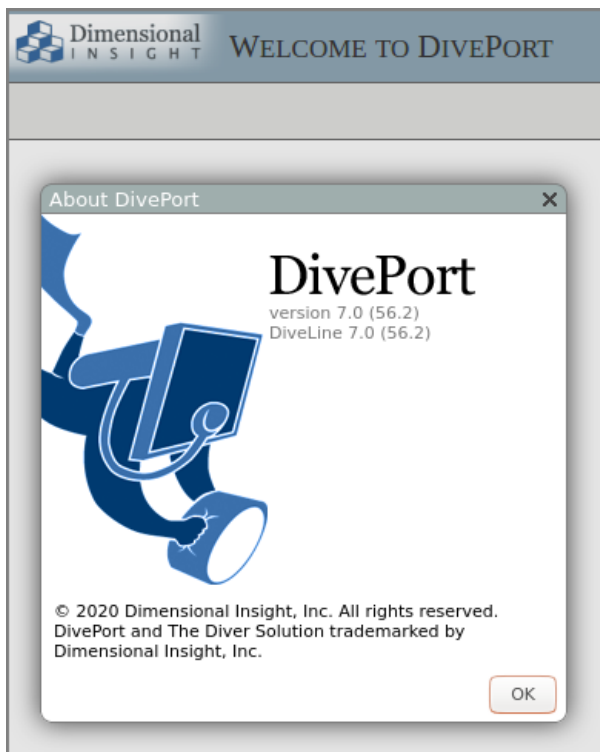 Dimensional
INSIGHT
WELCOME TO DIVEPORT
About DivePort
DivePort
version 7.0 (56.2)
DiveLine 7.0 (56.2)
© 2020 Dimensional Insight, Inc. All rights reserved.
DivePort and The Diver Solution trademarked by
Dimensional Insight, Inc.
OK